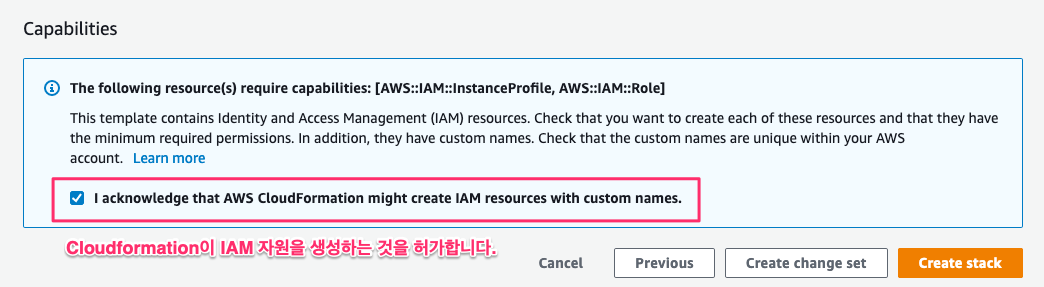 Capabilities
The following resource(s) require capabilities: [AWS::IAM::InstanceProfile, AWS::IAM::Role]
This template contains Identity and Access Management (IAM) resources. Check that you want to create each of these resources and that they have
the minimum required permissions. In addition, they have custom names. Check that the custom names are unique within your AWS
account. Learn more
I acknowledge that AWS CloudFormation might create IAM resources with custom names.
Cloudformation이 IAM 자원을 생성하는 것을 허가합니다.
Cancel Previous Create change set Create stack